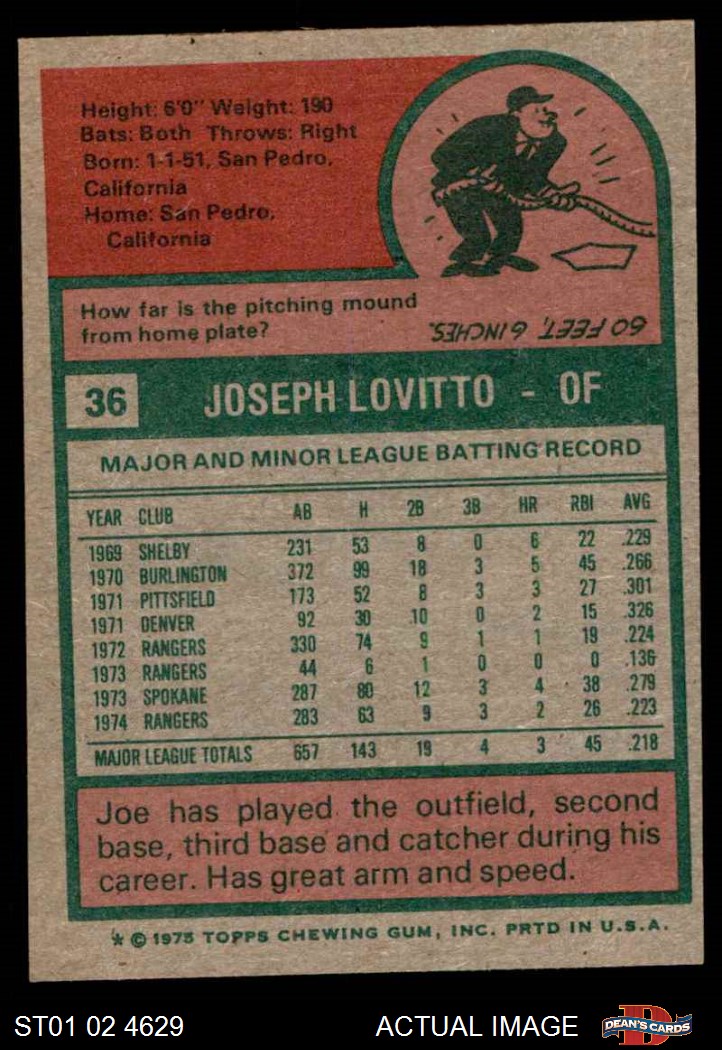 Height: 6'0" Weight: 190
Bats: Both Throws: Right
Born: 1-1-51, San Pedro,
California
Home: San Pedro,
California
How far is the pitching mound
from home plate?
60 FEET, 6 INCHES.
36 JOSEPH LOVITTO - OF
MAJOR AND MINOR LEAGUE BATTING RECORD
YEAR CLUB AB H 2B 3B HR RBI AVG
1969 SHELBY 231 53 8 0 6 22 .229
1970 BURLINGTON 372 99 18 3 5 45 .266
1971 PITTSFIELD 173 52 8 3 3 27 .301
1971 DENVER 92 30 10 0 2 15 .326
1972 RANGERS 330 74 9 1 1 19 .224
1973 RANGERS 44 6 1 0 0 0 .136
1973 SPOKANE 287 80 12 3 4 38 .279
1974 RANGERS 283 63 9 3 2 26 .223
MAJOR LEAGUE TOTALS 657 143 19 4 3 45 .218
Joe has played the outfield, second
base, third base and catcher during his
career. Has great arm and speed.
* © 1975 TOPPS CHEWING GUM, INC. PRTD IN U.S.A.
ST01 02 4629 ACTUAL IMAGE D DEAN'S CARDS